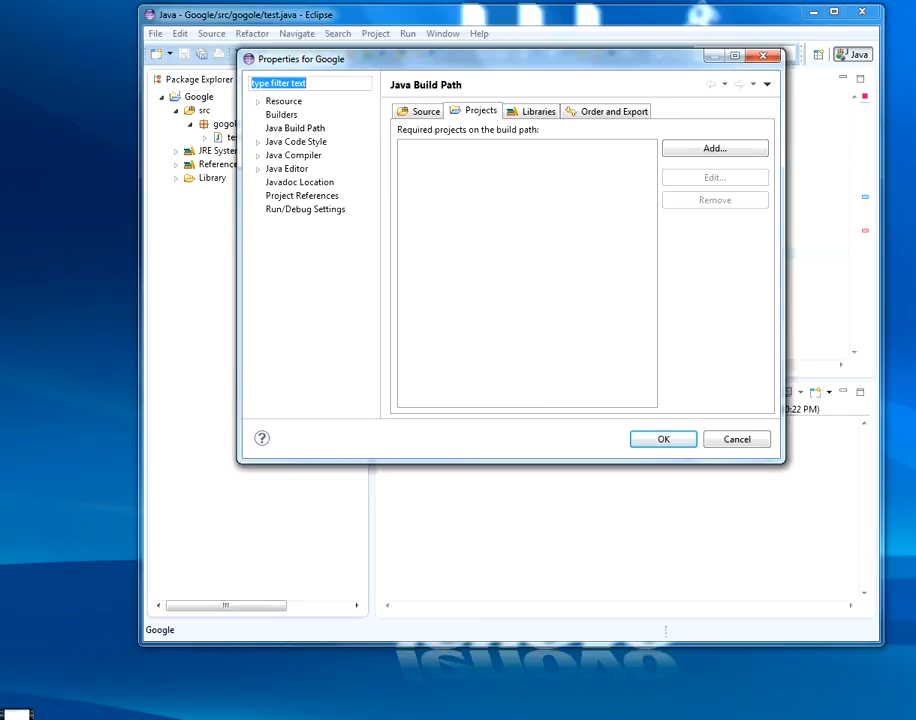 Java - Google/src/gogole/test.java - Eclipse
File Edit Source Refactor Navigate Search Project Run Window Help
Java
Properties for Google
Package Explorer
Google
src
JRE
Library
type filter text
Resource
Builders
Java Build Path
Java Code Style
Java Compiler
Java Editor
Javadoc Location
Project References
Run/Debug Settings
Java Build Path
Source Projects Libraries Order and Export
Required projects on the build path:
Add...
Edit...
Remove
?
OK Cancel
:22 PM)
Google